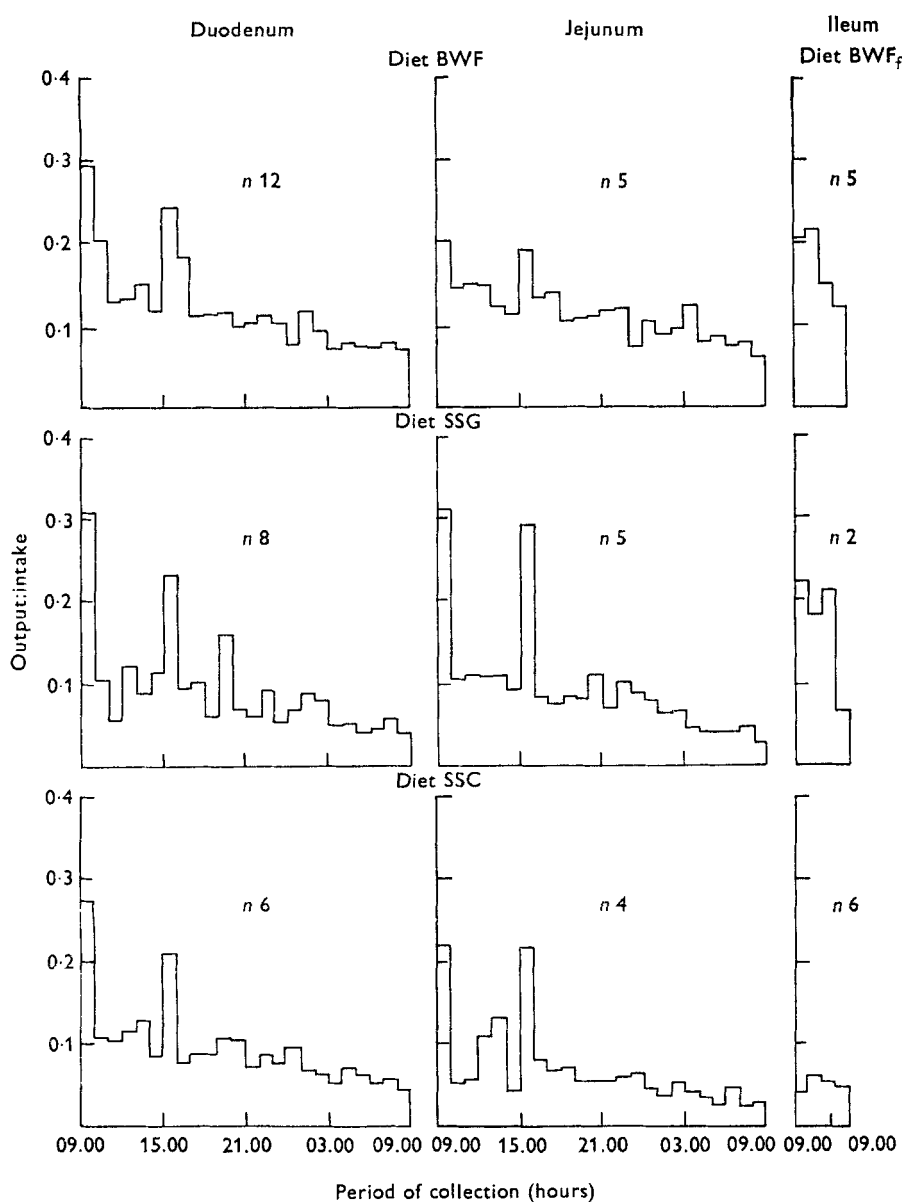 Duodenum Jejunum Ileum
Diet BWF Diet BWFf
0·4
0·3
n 12 n 5 n 5
0·2
0·1
Diet SSG
0·4
0·3
n 8 n 5 n 2
Output:intake
0·2
0·1
Diet SSC
0·4
0·3
n 6 n 4 n 6
0·2
0·1
09.00 15.00 21.00 03.00 09.00 15.00 21.00 03.00 09.00 09.00 09.00
Period of collection (hours)